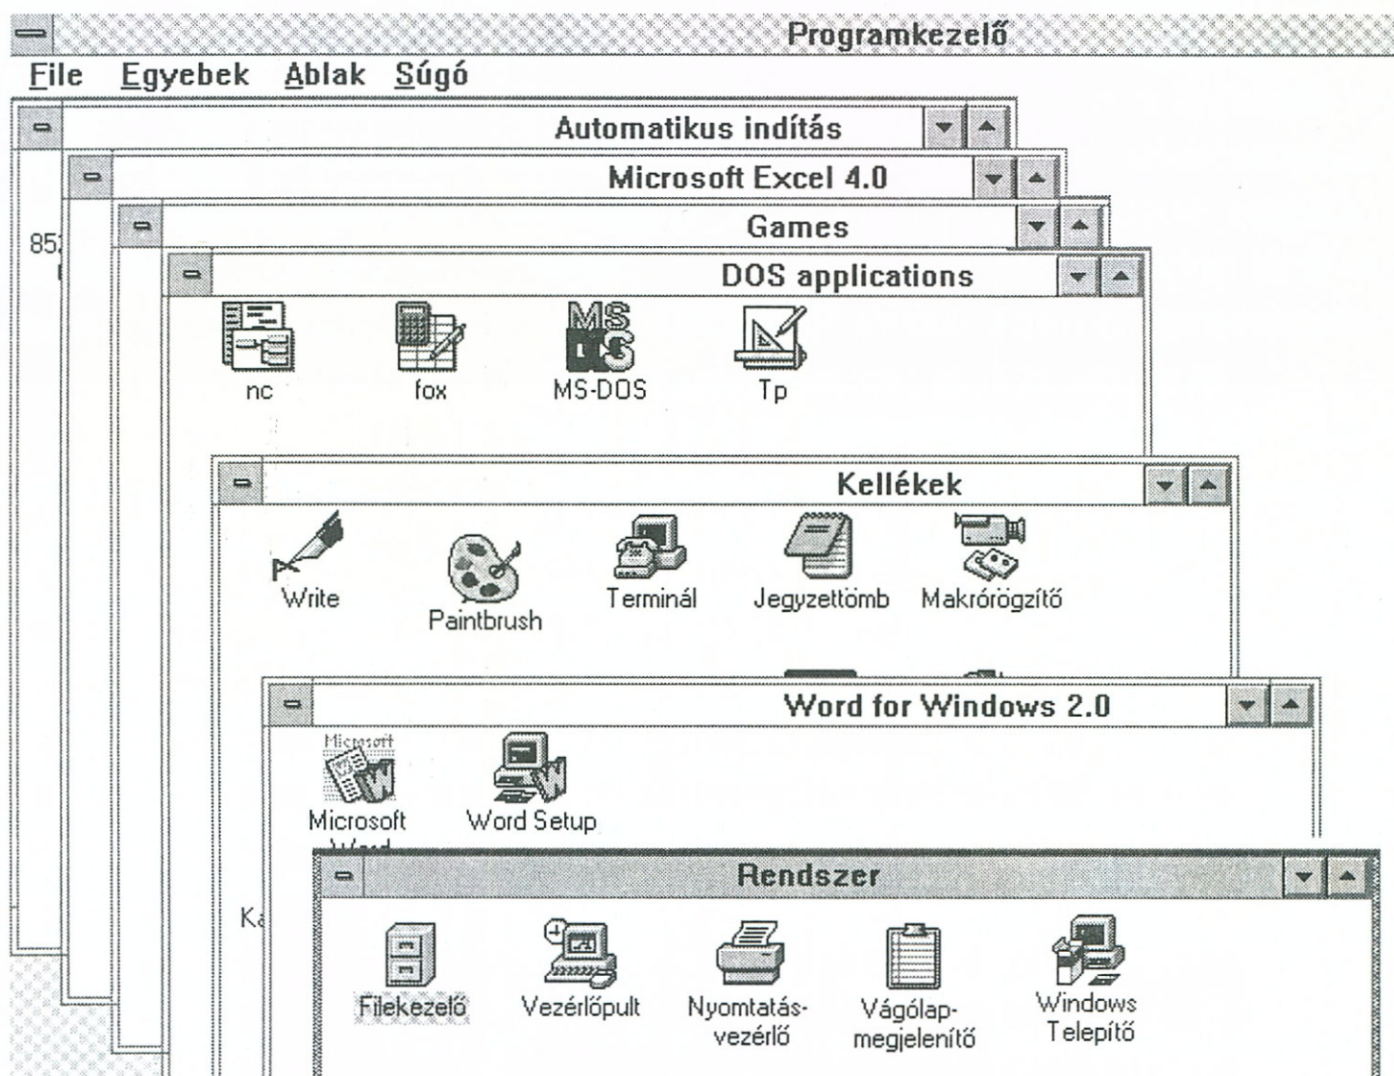 Programkezelő
File Egyebek Ablak Súgó
Automatikus indítás
Microsoft Excel 4.0
Games
DOS applications
nc fox MS-DOS Tp
Kellékek
Write Paintbrush Terminál Jegyzettömb Makrórögzítő
Word for Windows 2.0
Microsoft
Microsoft Word Setup
Word
Rendszer
Filekezelő Vezérlőpult Nyomtatás- Vágólap- Windows
vezérlő megjelenítő Telepítő